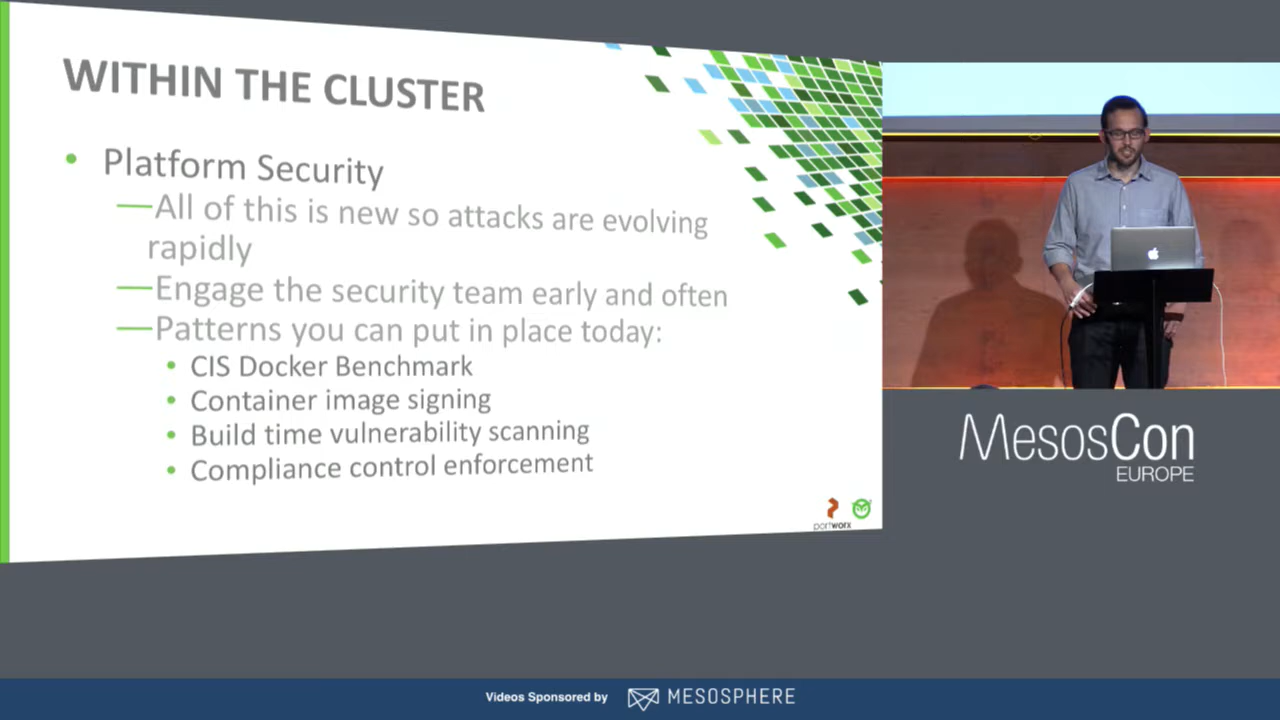 WITHIN THE CLUSTER
• Platform Security
—All of this is new so attacks are evolving
rapidly
—Engage the security team early and often
—Patterns you can put in place today:
• CIS Docker Benchmark
• Container image signing
• Build time vulnerability scanning
• Compliance control enforcement
portworx
MesosCon
EUROPE
Videos Sponsored by MESOSPHERE